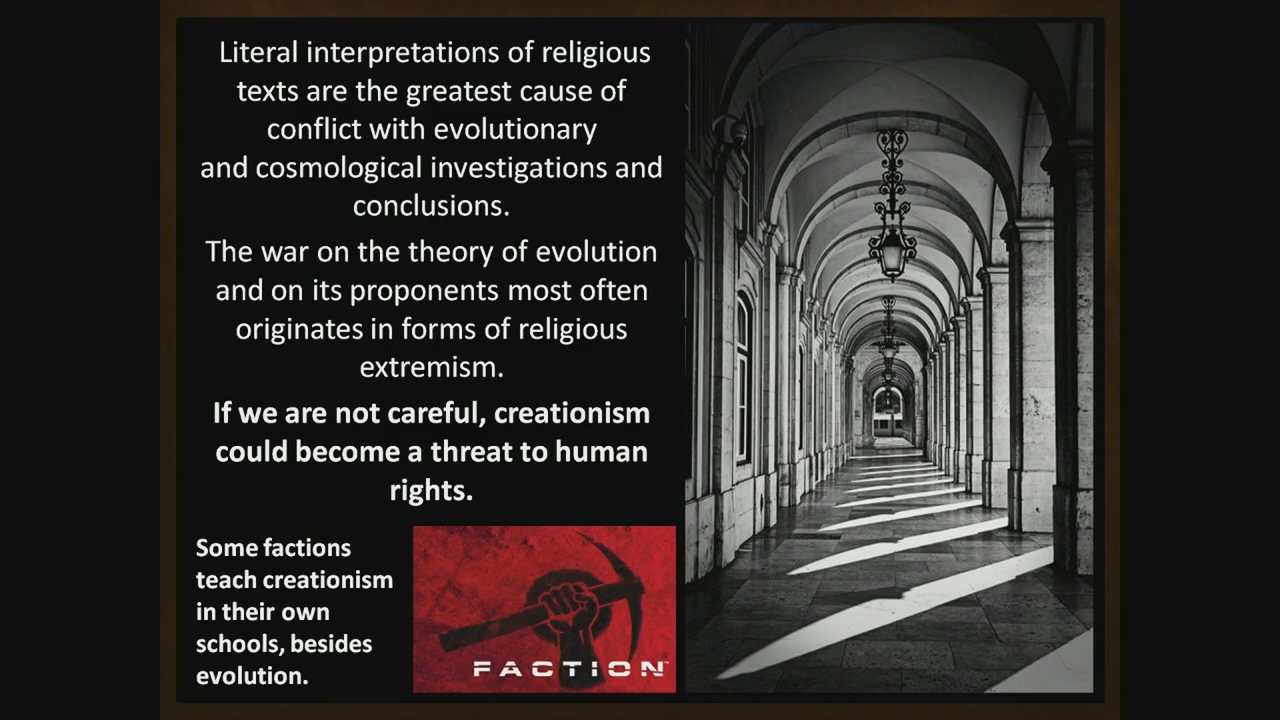 Literal interpretations of religious
texts are the greatest cause of
conflict with evolutionary
and cosmological investigations and
conclusions.
The war on the theory of evolution
and on its proponents most often
originates in forms of religious
extremism.
If we are not careful, creationism
could become a threat to human
rights.
Some factions
teach creationism
in their own
schools, besides
evolution.
FACTION™